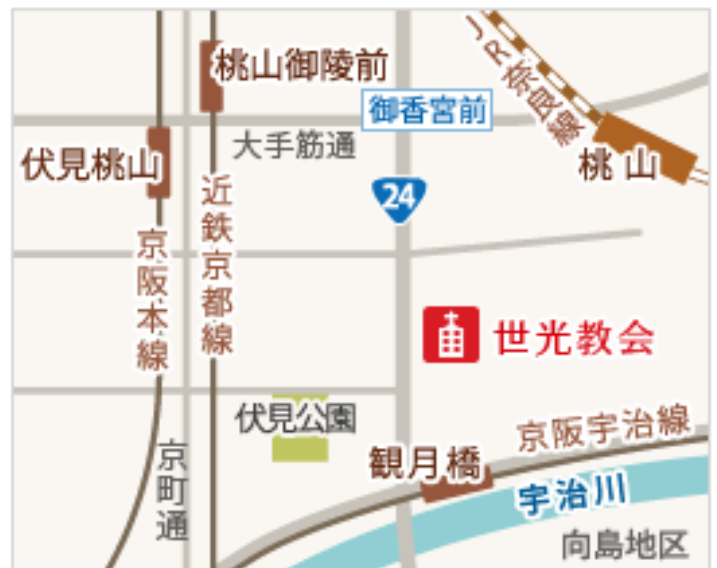 桃山御陵前
JR奈良線
御香宮前
大手筋通
伏見桃山
桃山
24
近鉄京都線
京阪本線
世光教会
伏見公園
京阪宇治線
観月橋
京町通
宇治川
向島地区